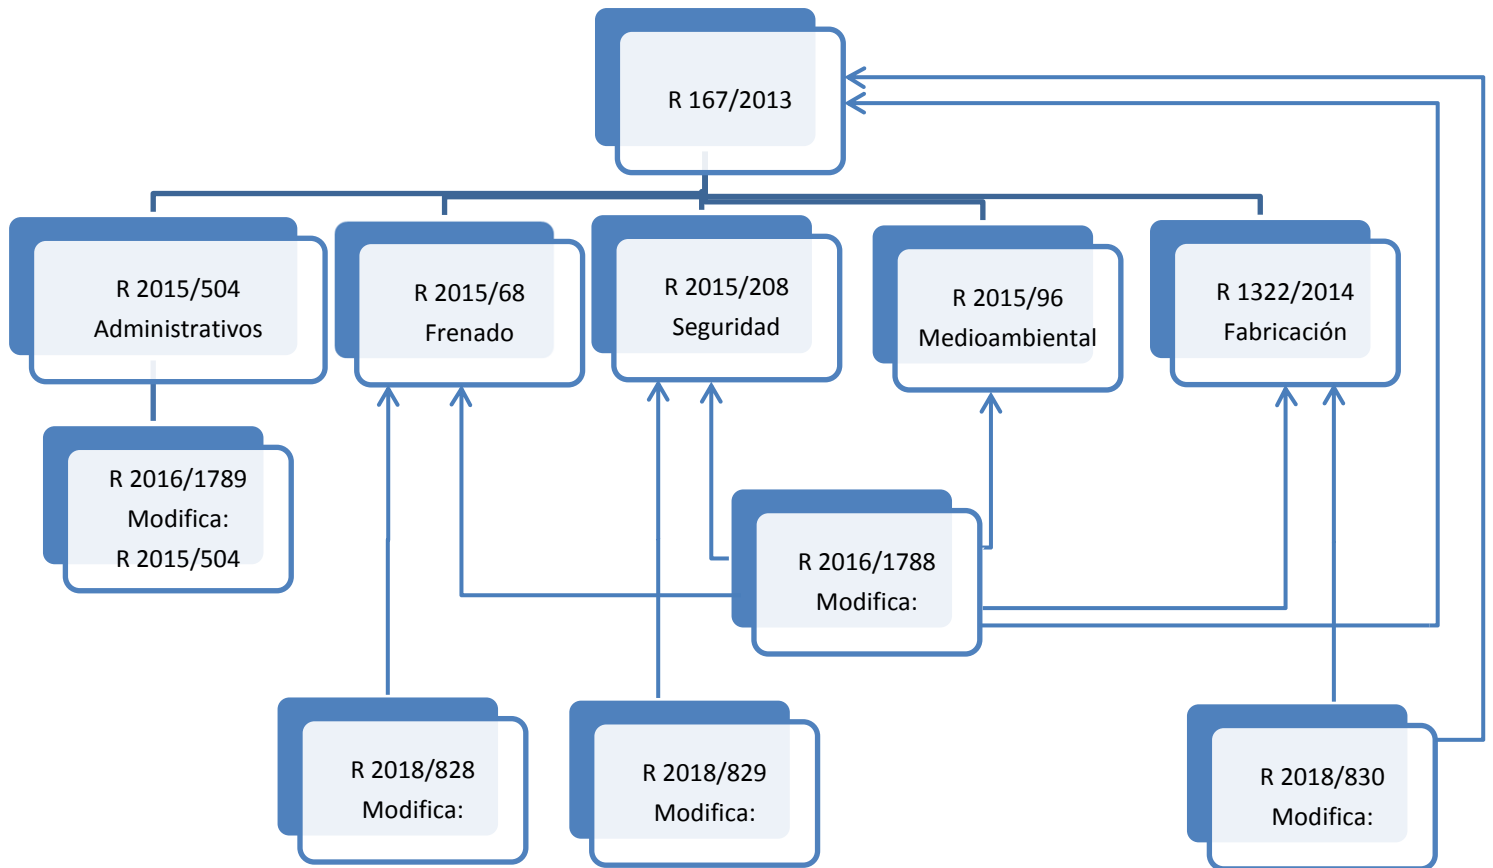 R 167/2013
R 2015/504
Administrativos
R 2015/68
Frenado
R 2015/208
Seguridad
R 2015/96
Medioambiental
R 1322/2014
Fabricación
R 2016/1789
Modifica:
R 2015/504
R 2016/1788
Modifica:
R 2018/828
Modifica:
R 2018/829
Modifica:
R 2018/830
Modifica: